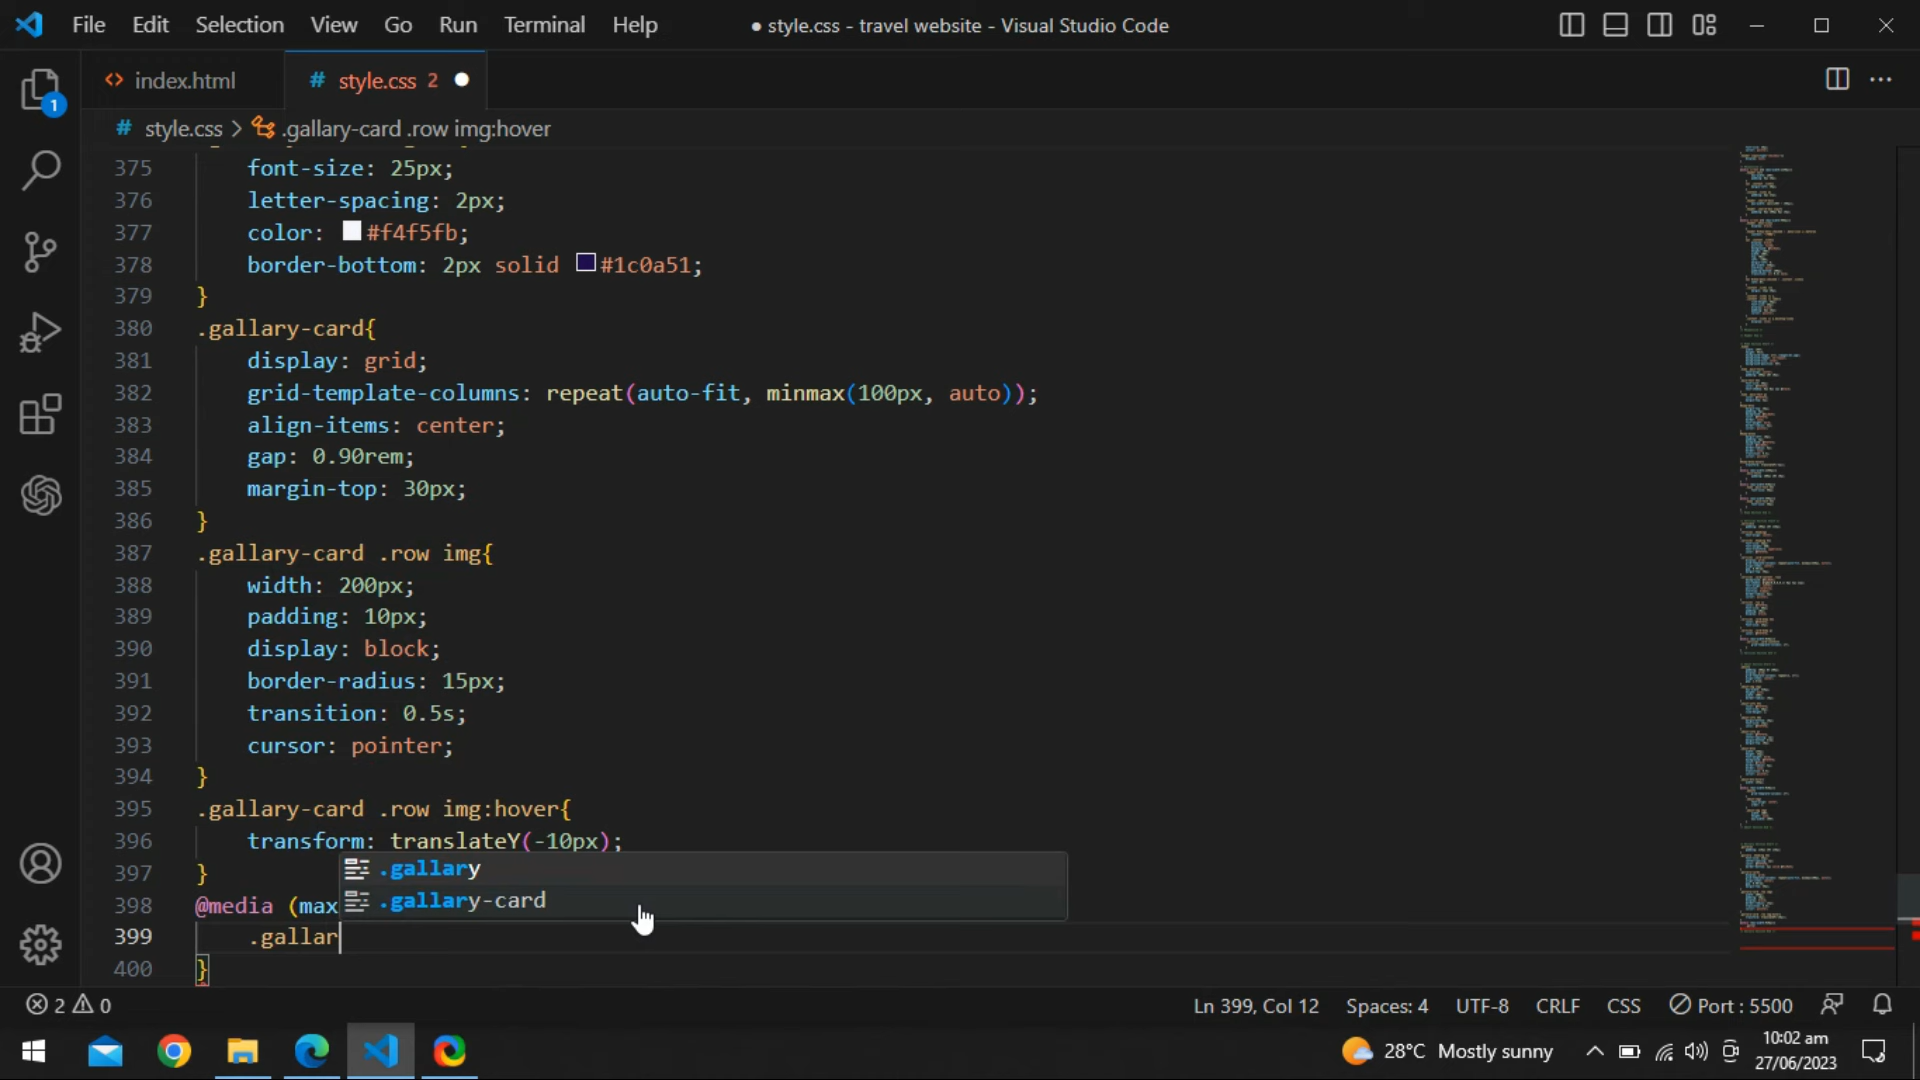 File Edit Selection View Go Run Terminal Help ● style.css - travel website - Visual Studio Code
index.html # style.css 2
# style.css > .gallary-card .row img:hover
375 font-size: 25px;
376 letter-spacing: 2px;
377 color: #f4f5fb;
378 border-bottom: 2px solid #1c0a51;
379 }
380 .gallary-card{
381 display: grid;
382 grid-template-columns: repeat(auto-fit, minmax(100px, auto));
383 align-items: center;
384 gap: 0.90rem;
385 margin-top: 30px;
386 }
387 .gallary-card .row img{
388 width: 200px;
389 padding: 10px;
390 display: block;
391 border-radius: 15px;
392 transition: 0.5s;
393 cursor: pointer;
394 }
395 .gallary-card .row img:hover{
396 transform: translateY(-10px);
397 }
.gallary
.gallary-card
398 @media (max
399 .gallar
400 }
1
2 0 Ln 399, Col 12 Spaces: 4 UTF-8 CRLF CSS Port : 5500
28°C Mostly sunny 10:02 am
27/06/2023